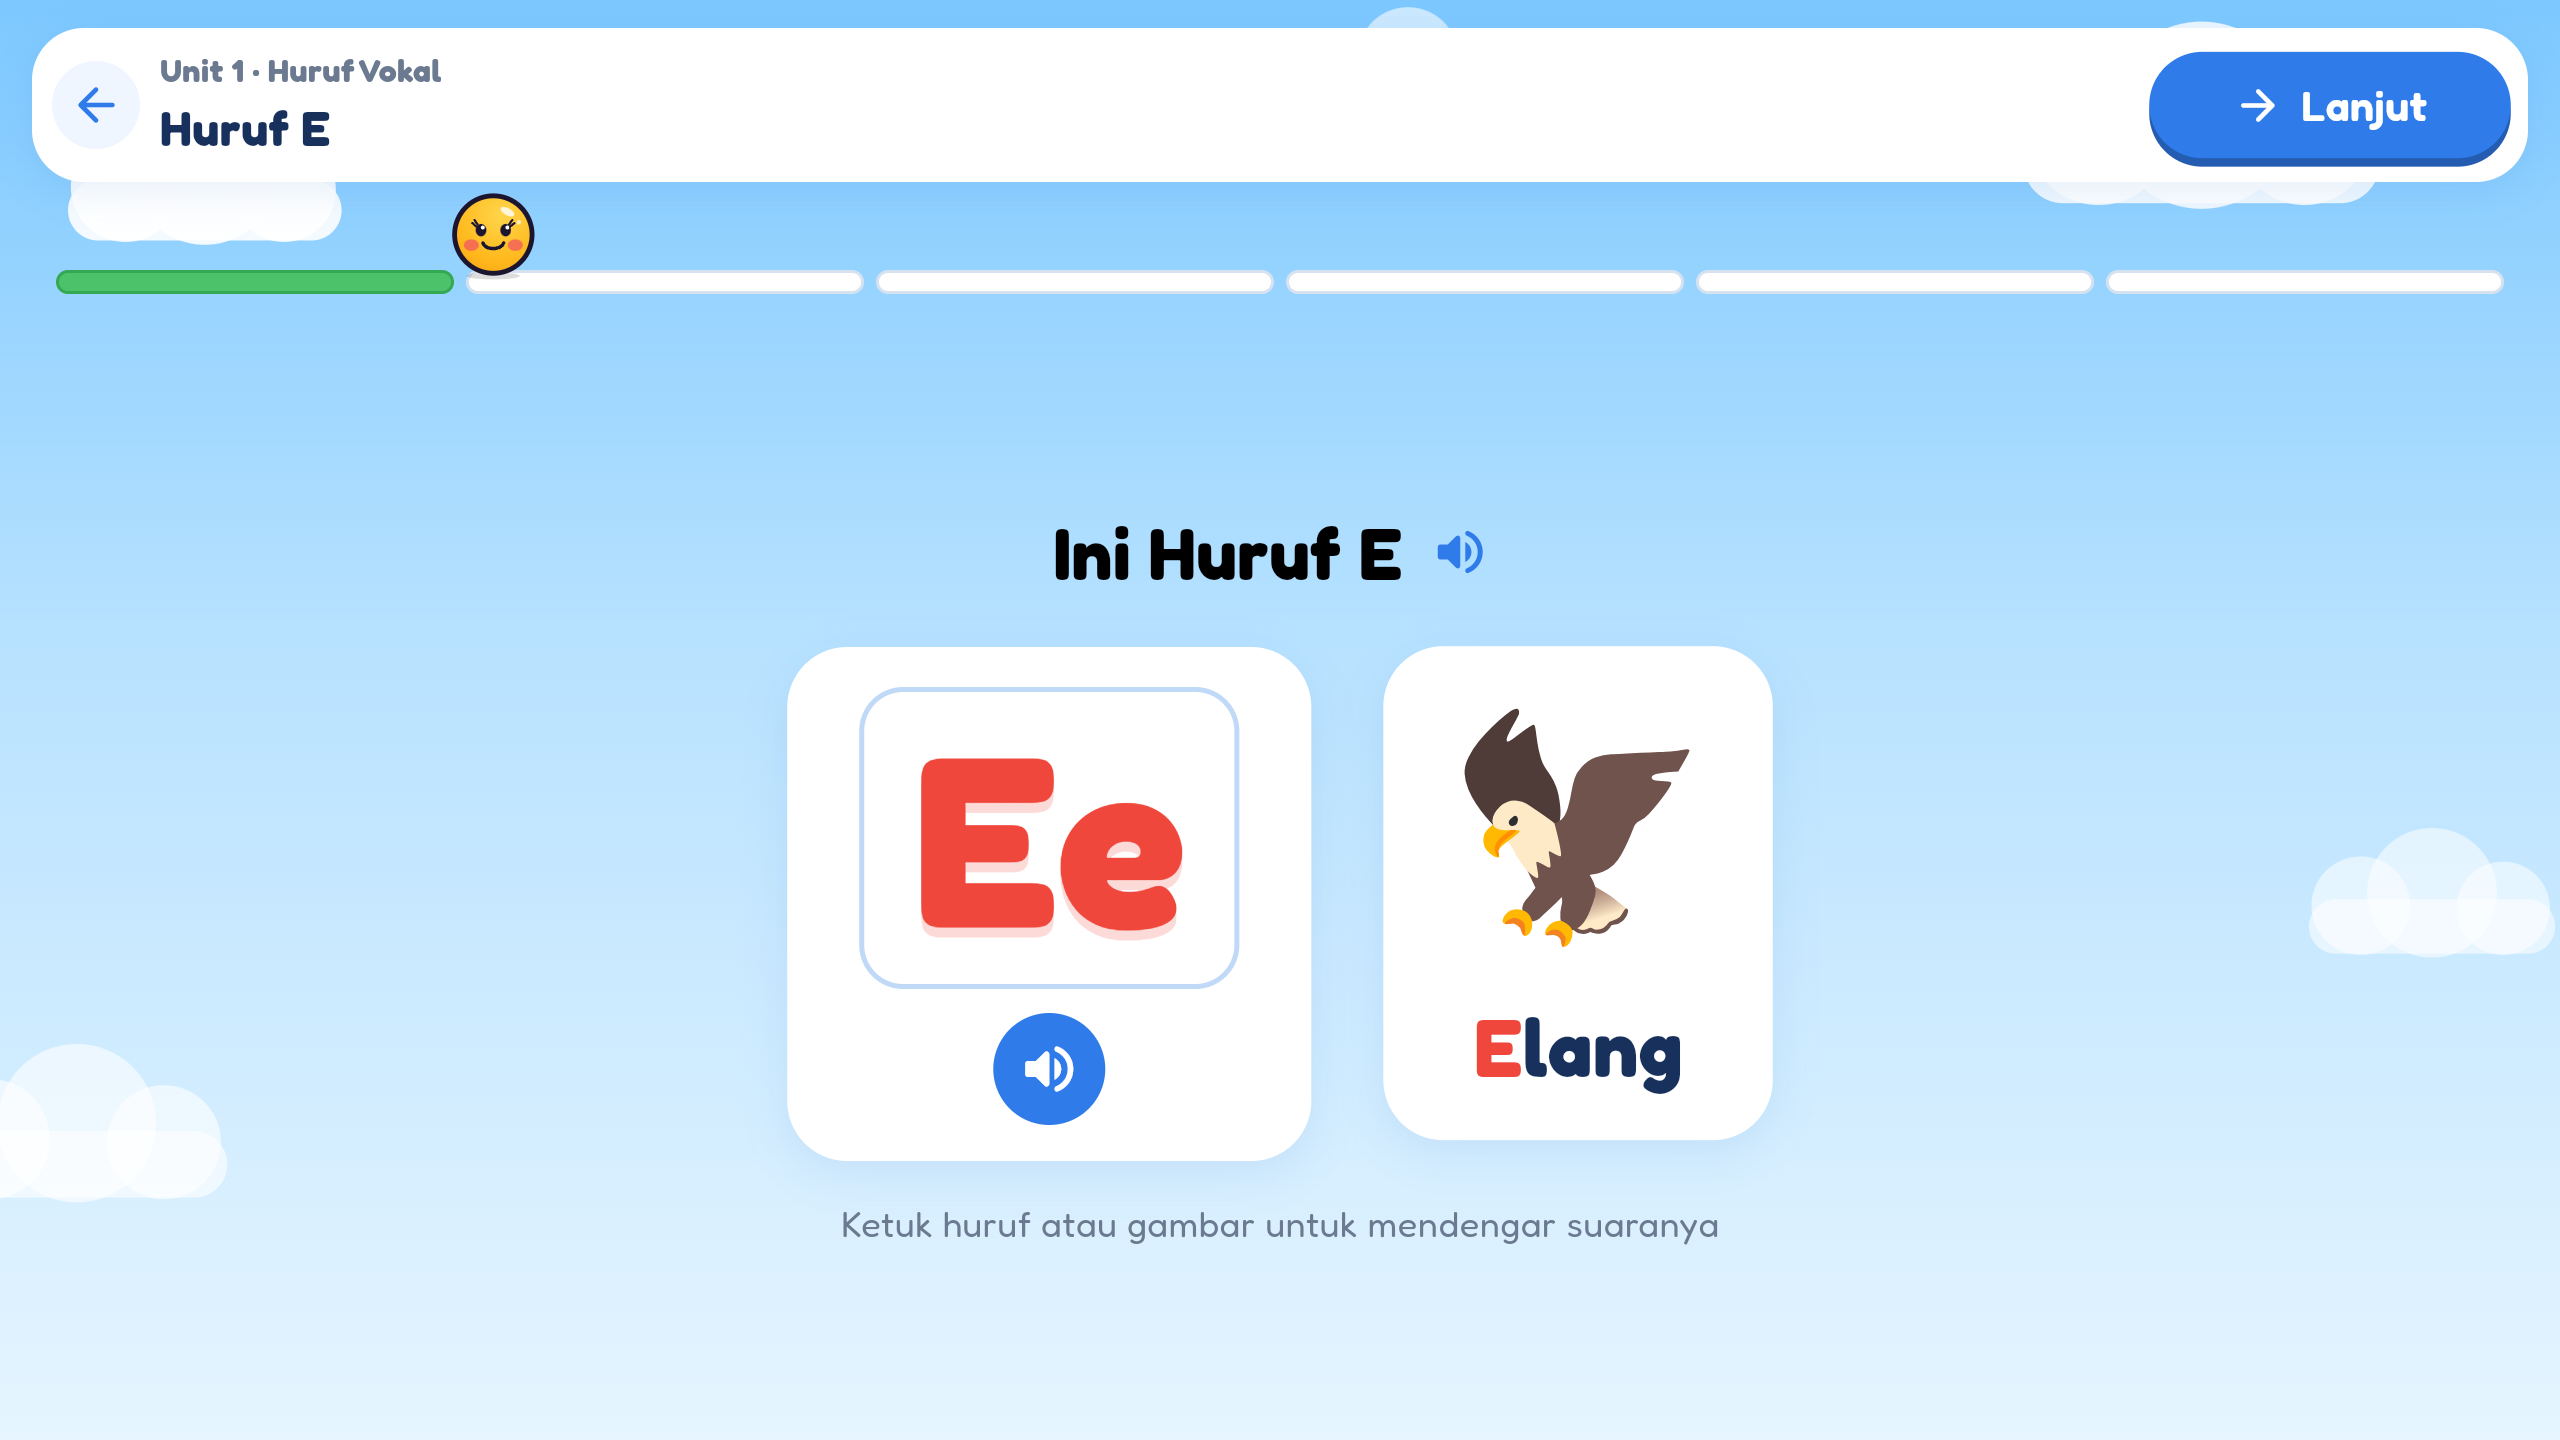 Unit 1 · Huruf Vokal
Huruf E
Lanjut
Ini Huruf E
Ee
Elang
Ketuk huruf atau gambar untuk mendengar suaranya